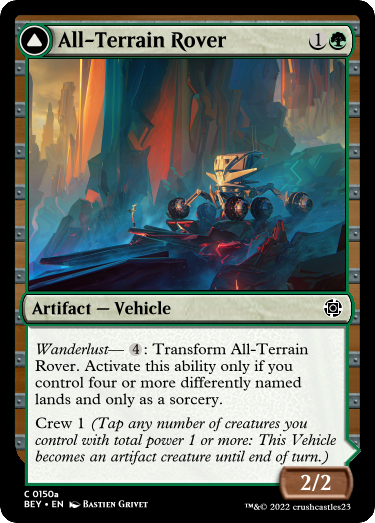 All-Terrain Rover 1
Artifact — Vehicle
Wanderlust— 4: Transform All-Terrain
Rover. Activate this ability only if you
control four or more differently named
lands and only as a sorcery.
Crew 1 (Tap any number of creatures you
control with total power 1 or more: This Vehicle
becomes an artifact creature until end of turn.)
2/2
C 0150a
BEY • EN Bastien Grivet
™&© 2022 crushcastles23